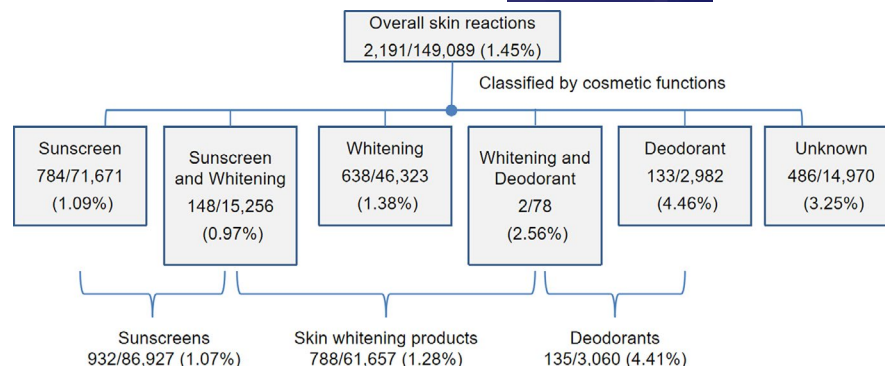 Overall skin reactions
2,191/149,089 (1.45%)
Classified by cosmetic functions
Sunscreen
784/71,671
(1.09%)
Sunscreen
and Whitening
148/15,256
(0.97%)
Whitening
638/46,323
(1.38%)
Whitening and
Deodorant
2/78
(2.56%)
Deodorant
133/2,982
(4.46%)
Unknown
486/14,970
(3.25%)
Sunscreens
932/86,927 (1.07%)
Skin whitening products
788/61,657 (1.28%)
Deodorants
135/3,060 (4.41%)